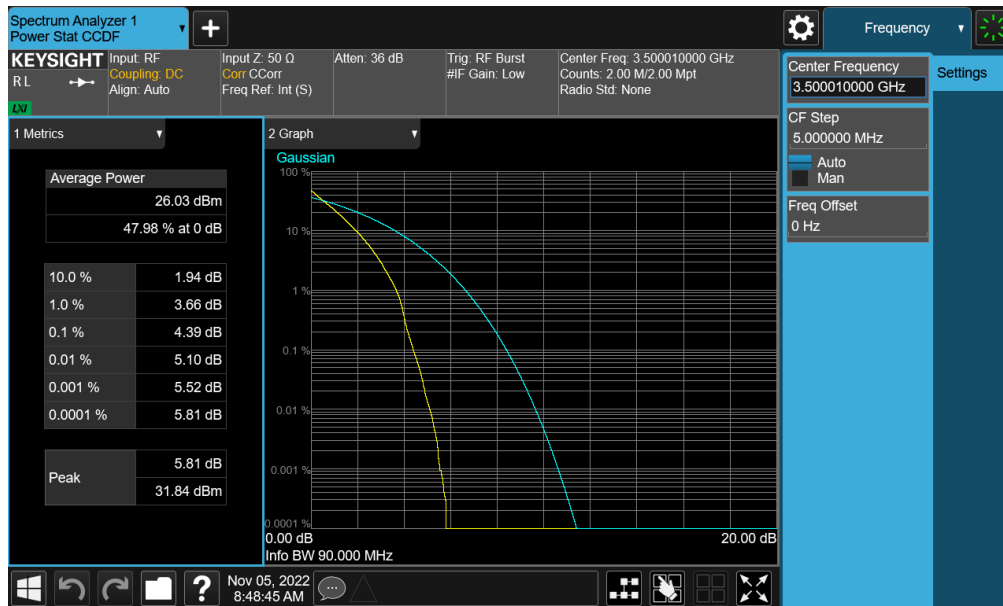 Spectrum Analyzer 1
Power Stat CCDF
Frequency
KEYSIGHT
R L
LXI
Input: RF
Coupling: DC
Align: Auto
Input Z: 50 Ω
Corr CCorr
Freq Ref: Int (S)
Atten: 36 dB
Trig: RF Burst
#IF Gain: Low
Center Freq: 3.500010000 GHz
Counts: 2.00 M/2.00 Mpt
Radio Std: None
Center Frequency
3.500010000 GHz
Settings
CF Step
5.000000 MHz
Auto
Man
Freq Offset
0 Hz
1 Metrics
Average Power
26.03 dBm
47.98 % at 0 dB
10.0 % 1.94 dB
1.0 % 3.66 dB
0.1 % 4.39 dB
0.01 % 5.10 dB
0.001 % 5.52 dB
0.0001 % 5.81 dB
Peak
5.81 dB
31.84 dBm
2 Graph
Gaussian
100 %
10 %
1 %
0.1 %
0.01 %
0.001 %
0.0001 %
0.00 dB
20.00 dB
Info BW 90.000 MHz
?
Nov 05, 2022
8:48:45 AM